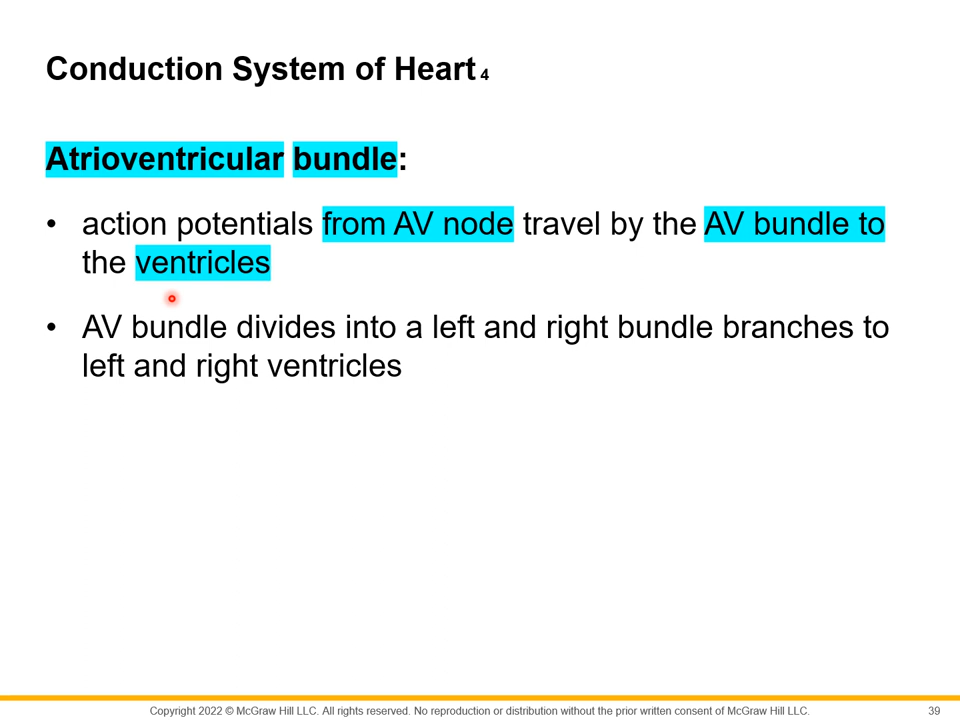 Conduction System of Heart 4
Atrioventricular bundle:
• action potentials from AV node travel by the AV bundle to
the ventricles
• AV bundle divides into a left and right bundle branches to
left and right ventricles
Copyright 2022 © McGraw Hill LLC. All rights reserved. No reproduction or distribution without the prior written consent of McGraw Hill LLC.
39